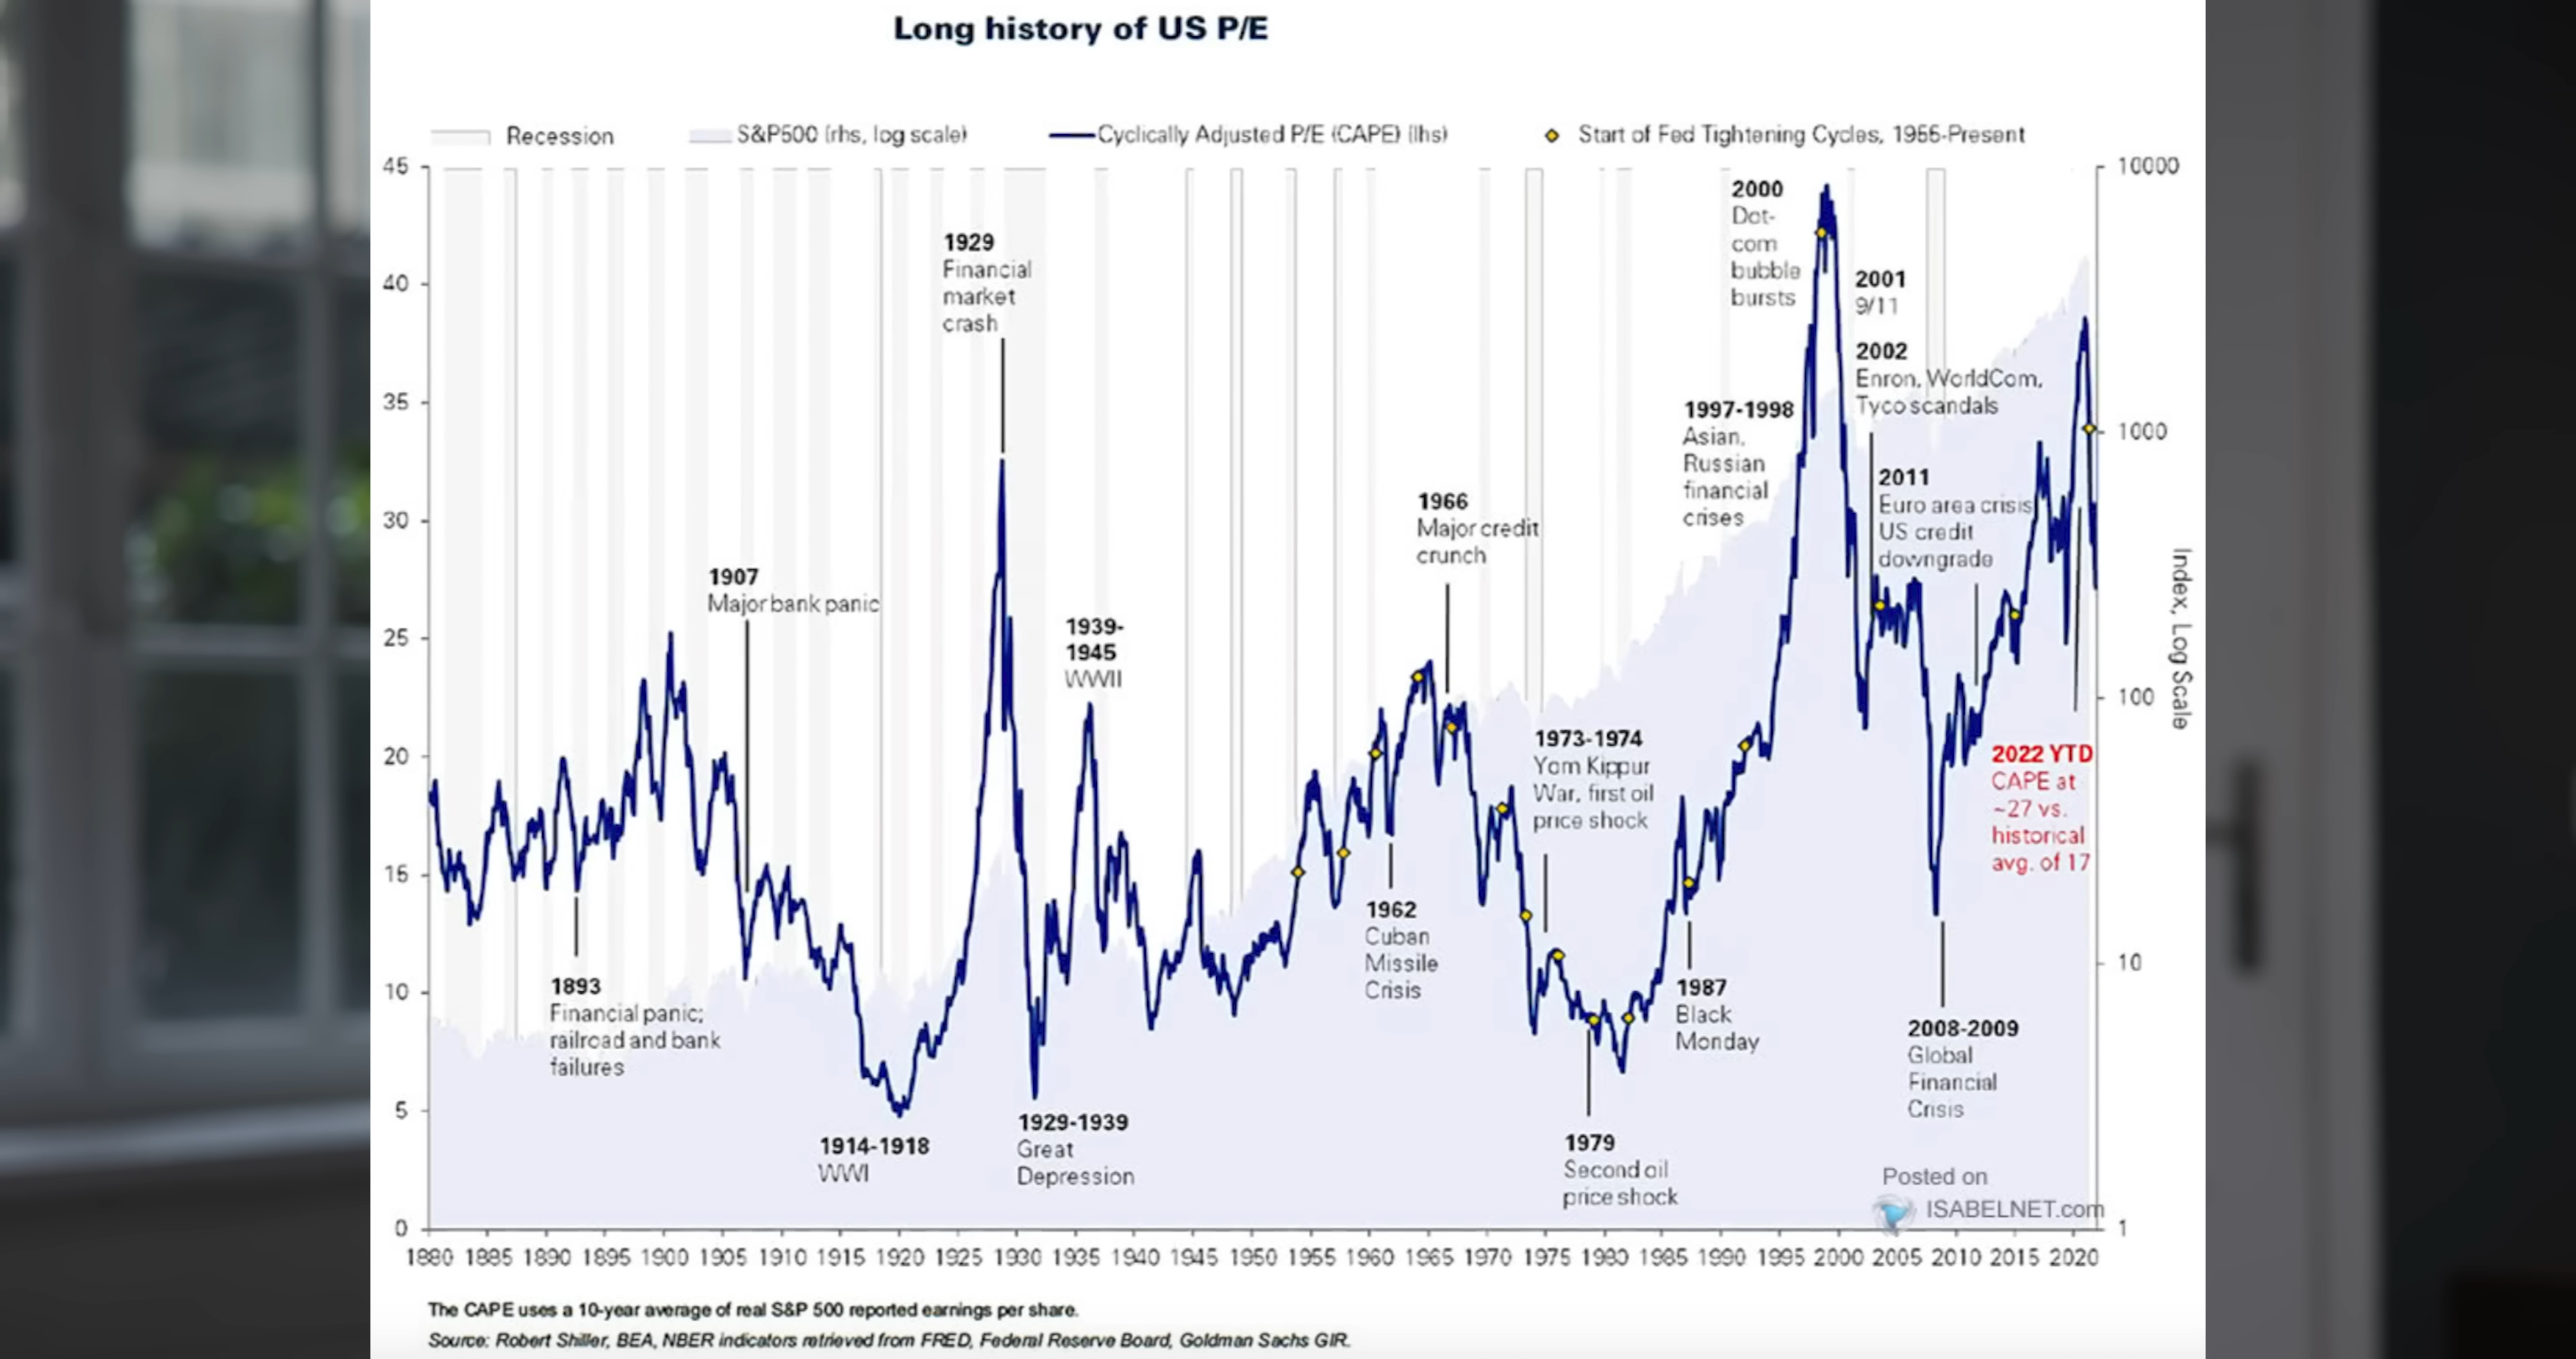 Long history of US P/E
Recession
S&P500 (rhs, log scale)
Cyclically Adjusted P/E (CAPE) (lhs)
Start of Fed Tightening Cycles, 1955-Present
45
40
35
30
25
20
15
10
5
0
10000
1000
100
10
1
Index, Log Scale
1893
Financial panic;
railroad and bank
failures
1907
Major bank panic
1914-1918
WWI
1929
Financial
market
crash
1929-1939
Great
Depression
1939-
1945
WWII
1962
Cuban
Missile
Crisis
1966
Major credit
crunch
1973-1974
Yom Kippur
War, first oil
price shock
1979
Second oil
price shock
1987
Black
Monday
1997-1998
Asian,
Russian
financial
crises
2000
Dot-
com
bubble
bursts
2001
9/11
2002
Enron, WorldCom,
Tyco scandals
2011
Euro area crisis
US credit
downgrade
2008-2009
Global
Financial
Crisis
2022 YTD
CAPE at
~27 vs.
historical
avg. of 17
Posted on
ISABELNET.com
1880 1885 1890 1895 1900 1905 1910 1915 1920 1925 1930 1935 1940 1945 1950 1955 1960 1965 1970 1975 1980 1985 1990 1995 2000 2005 2010 2015 2020
The CAPE uses a 10-year average of real S&P 500 reported earnings per share.
Source: Robert Shiller, BEA, NBER indicators retrieved from FRED, Federal Reserve Board, Goldman Sachs GIR.